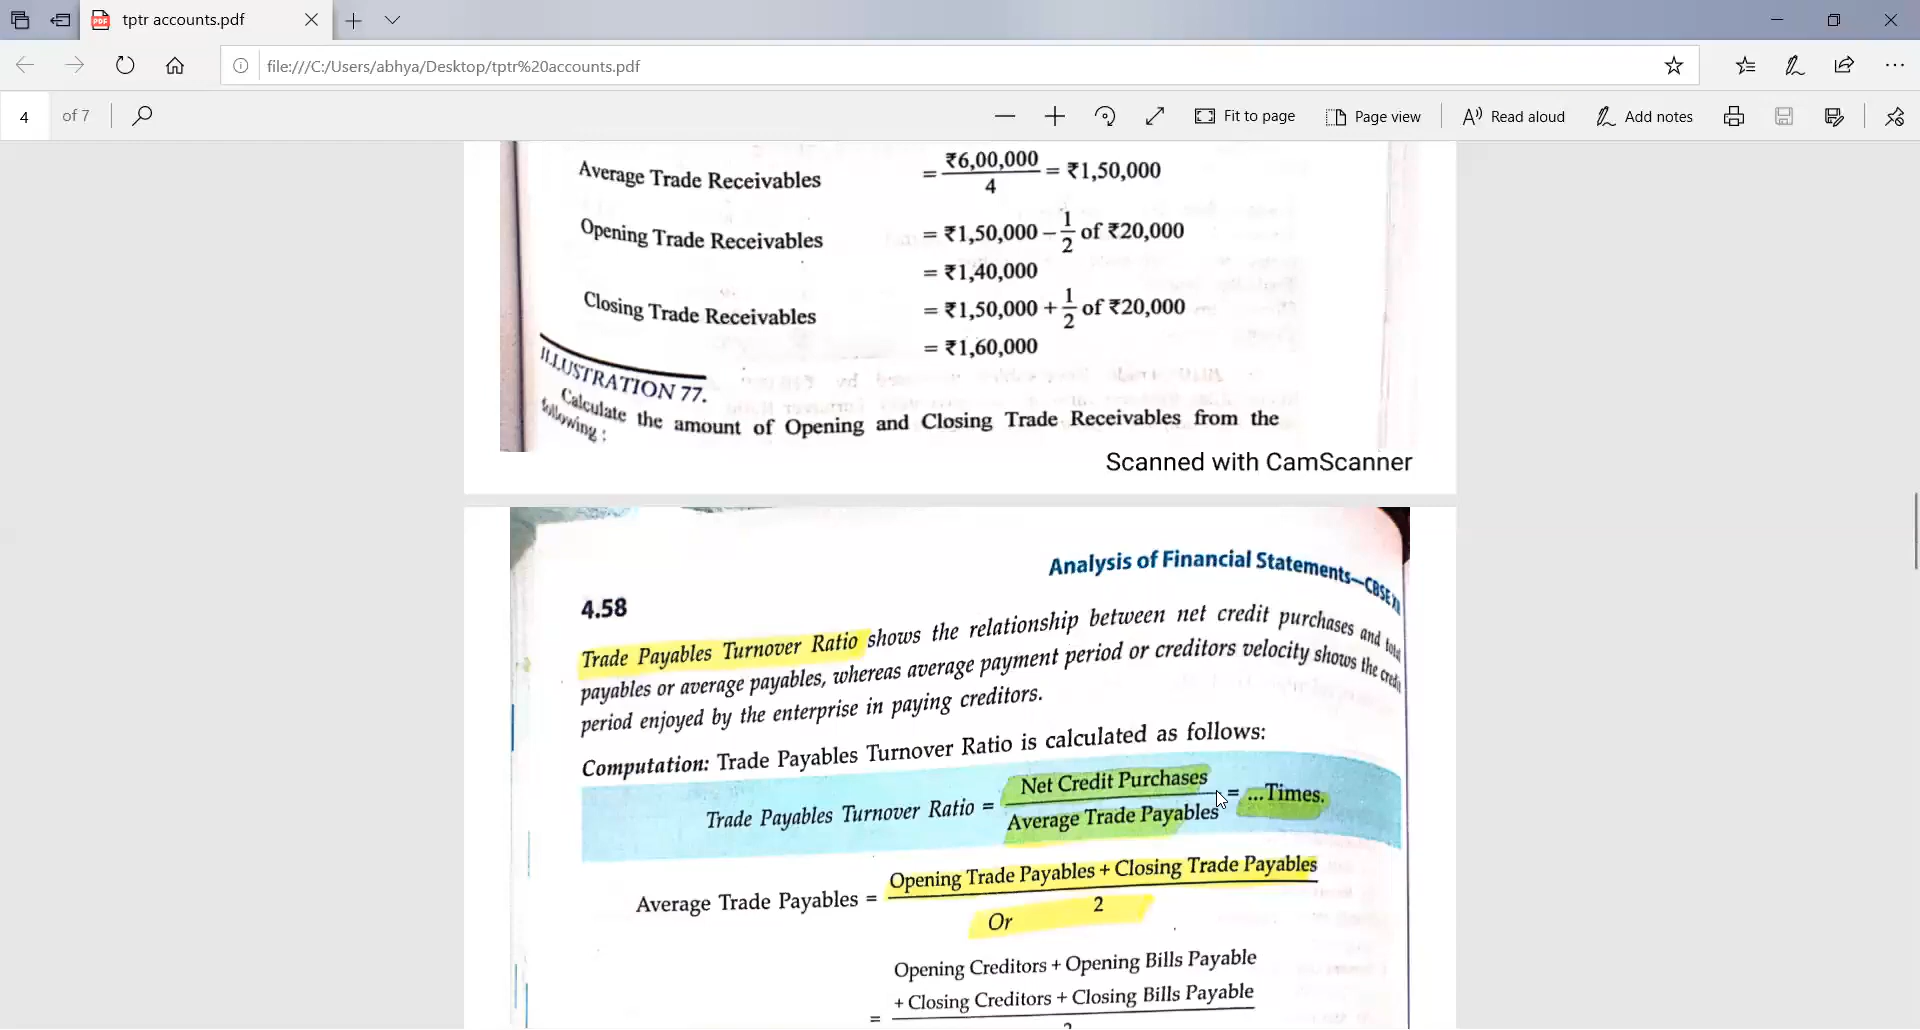 tptr accounts.pdf
file:///C:/Users/abhya/Desktop/tptr%20accounts.pdf
4 of 7 Fit to page Page view Read aloud Add notes
Average Trade Receivables = ₹6,00,000 / 4 = ₹1,50,000
Opening Trade Receivables = ₹1,50,000 – 1/2 of ₹20,000
= ₹1,40,000
Closing Trade Receivables = ₹1,50,000 + 1/2 of ₹20,000
= ₹1,60,000
ILLUSTRATION 77.
Calculate the amount of Opening and Closing Trade Receivables from the
following :
Scanned with CamScanner
Analysis of Financial Statements—CBSE XII
4.58
Trade Payables Turnover Ratio shows the relationship between net credit purchases and total
payables or average payables, whereas average payment period or creditors velocity shows the credit
period enjoyed by the enterprise in paying creditors.
Computation: Trade Payables Turnover Ratio is calculated as follows:
Trade Payables Turnover Ratio = Net Credit Purchases / Average Trade Payables = ...Times.
Average Trade Payables = Opening Trade Payables + Closing Trade Payables / 2
Or
Opening Creditors + Opening Bills Payable
+ Closing Creditors + Closing Bills Payable
= 2